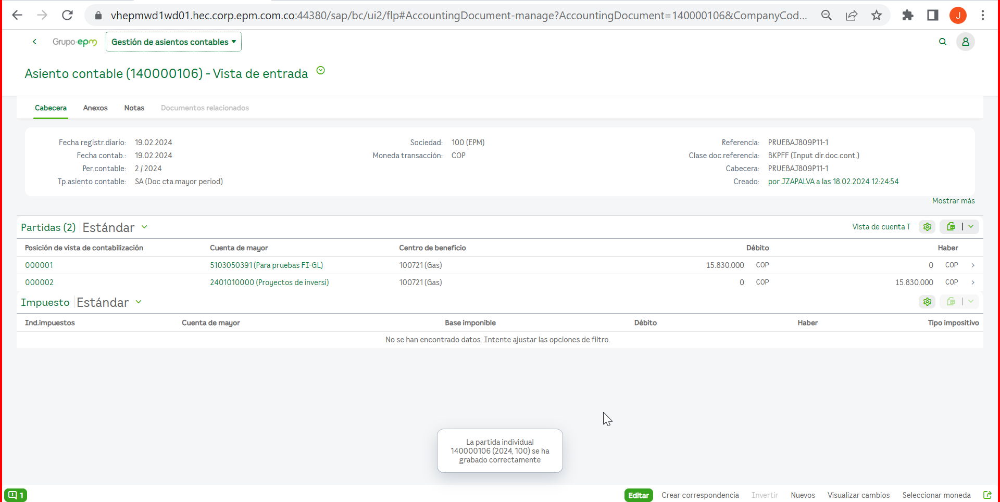 vhepmwd1wd01.hec.corp.epm.com.co:44380/sap/bc/ui2/flp#AccountingDocument-manage?AccountingDocument=140000106&CompanyCod...
J
Grupo·epm
Gestión de asientos contables
Asiento contable (140000106) - Vista de entrada
Cabecera Anexos Notas Documentos relacionados
Fecha registr.diario: 19.02.2024 Sociedad: 100 (EPM) Referencia: PRUEBAJ809P11-1
Fecha contab.: 19.02.2024 Moneda transacción: COP Clase doc.referencia: BKPFF (Input dir.doc.cont.)
Per.contable: 2 / 2024 Cabecera: PRUEBAJ809P11-1
Tp.asiento contable: SA (Doc cta.mayor period) Creado: por JZAPALVA a las 18.02.2024 12:24:54
Mostrar más
Partidas (2) Estándar Vista de cuenta T
Posición de vista de contabilización Cuenta de mayor Centro de beneficio Débito Haber
000001 5103050391 (Para pruebas FI-GL) 100721 (Gas) 15.830.000 COP 0 COP
000002 2401010000 (Proyectos de inversi) 100721 (Gas) 0 COP 15.830.000 COP
Impuesto Estándar
Ind.impuestos Cuenta de mayor Base imponible Débito Haber Tipo impositivo
No se han encontrado datos. Intente ajustar las opciones de filtro.
La partida individual
140000106 (2024, 100) se ha
grabado correctamente
1 Editar Crear correspondencia Invertir Nuevos Visualizar cambios Seleccionar moneda